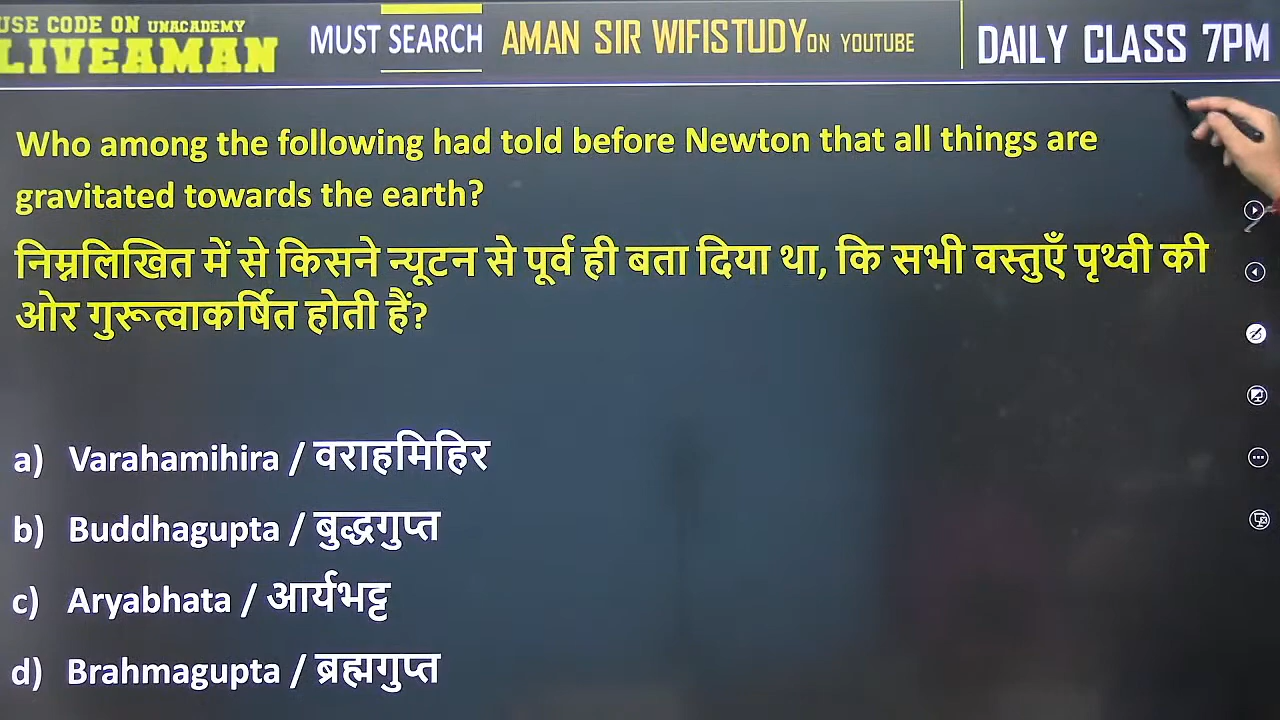 USE CODE ON UNACADEMY
LIVEAMAN
MUST SEARCH
AMAN SIR WIFISTUDY ON YOUTUBE
DAILY CLASS 7PM
Who among the following had told before Newton that all things are
gravitated towards the earth?
निम्नलिखित में से किसने न्यूटन से पूर्व ही बता दिया था, कि सभी वस्तुएँ पृथ्वी की
ओर गुरूत्वाकर्षित होती हैं?
a) Varahamihira / वराहमिहिर
b) Buddhagupta / बुद्धगुप्त
c) Aryabhata / आर्यभट्ट
d) Brahmagupta / ब्रह्मगुप्त